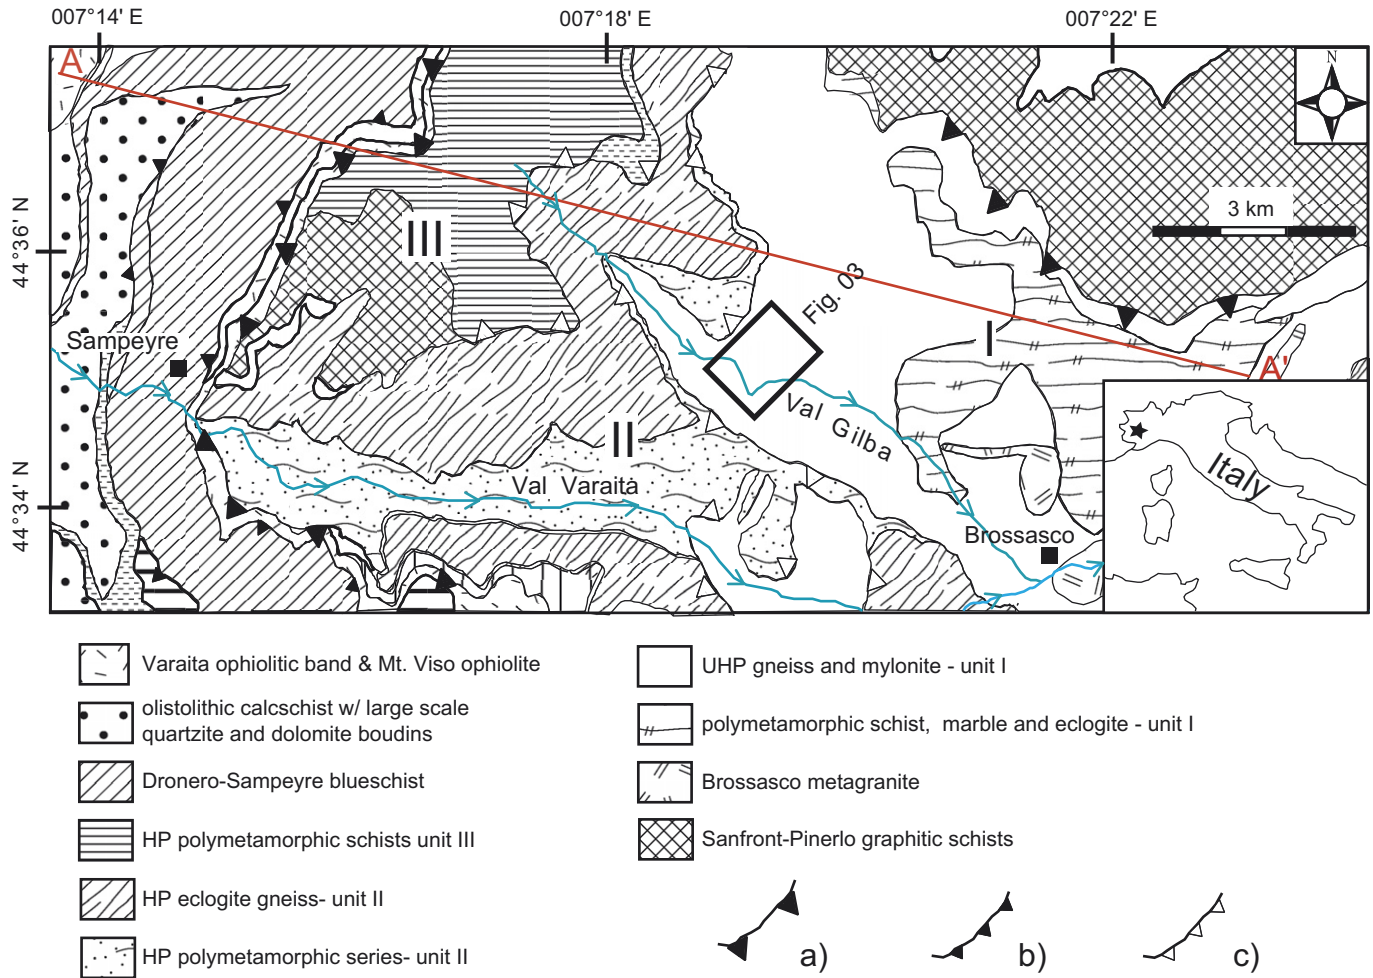 007°14' E
007°18' E
007°22' E
A
N
44°36' N
3 km
III
Fig. 03
Sampeyre
I
A'
Val Gilba
II
Italy
44°34' N
Val Varaita
Brossasco
Varaita ophiolitic band & Mt. Viso ophiolite
olistolithic calcschist w/ large scale
quartzite and dolomite boudins
Dronero-Sampeyre blueschist
HP polymetamorphic schists unit III
HP eclogite gneiss- unit II
HP polymetamorphic series- unit II
UHP gneiss and mylonite - unit I
polymetamorphic schist, marble and eclogite - unit I
Brossasco metagranite
Sanfront-Pinerlo graphitic schists
a)
b)
c)